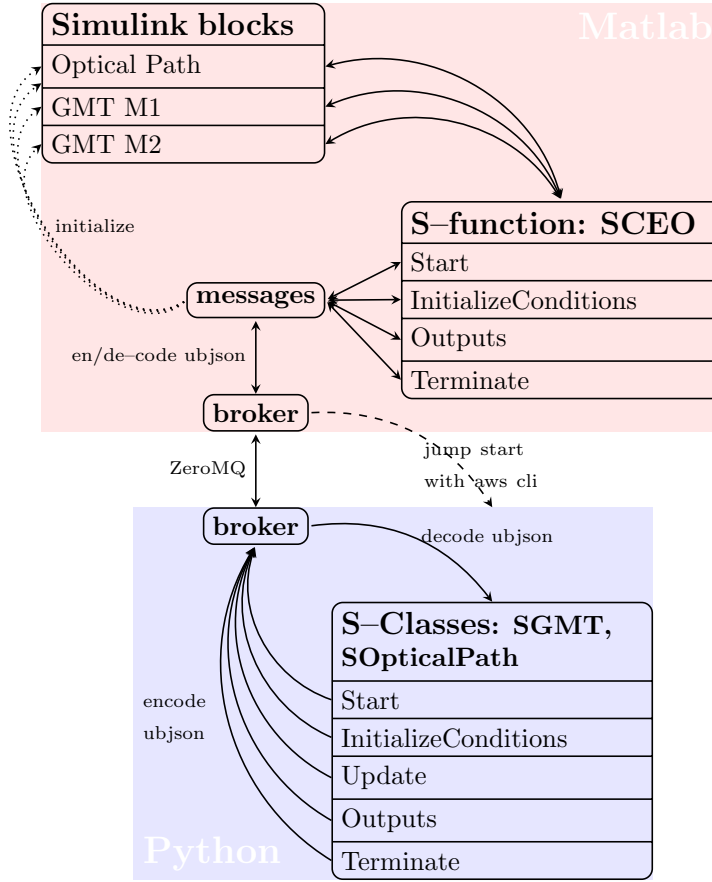 Simulink blocks
Matlab
Optical Path
GMT M1
GMT M2
S–function: SCEO
initialize
Start
messages
InitializeConditions
Outputs
en/de–code ubjson
Terminate
broker
jump start
ZeroMQ
with aws cli
broker
decode ubjson
S–Classes: SGMT,
SOpticalPath
encode
Start
ubjson
InitializeConditions
Update
Outputs
Python
Terminate